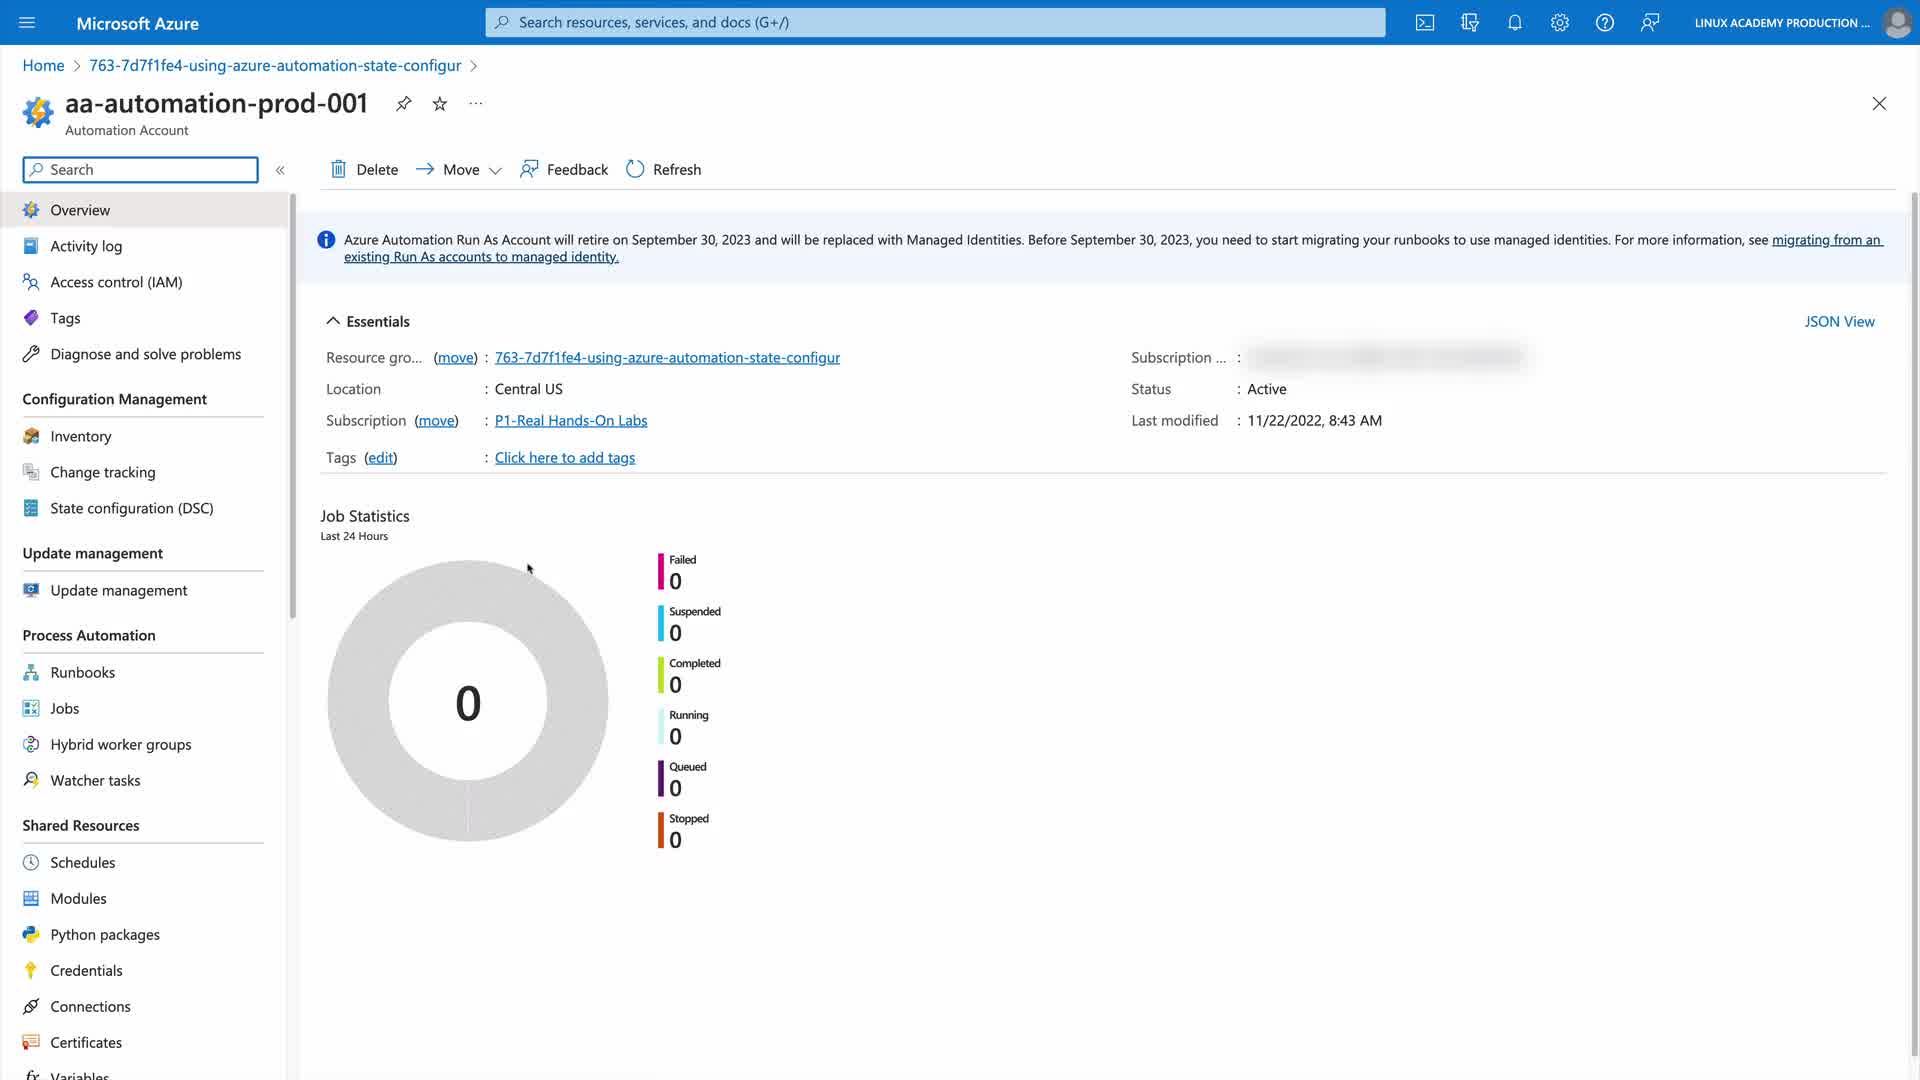 Microsoft Azure
Search resources, services, and docs (G+/)
LINUX ACADEMY PRODUCTION ...
Home > 763-7d7f1fe4-using-azure-automation-state-configur >
aa-automation-prod-001
...
Automation Account
Search
«
Delete
Move
Feedback
Refresh
Overview
Activity log
Access control (IAM)
Tags
Diagnose and solve problems
Configuration Management
Inventory
Change tracking
State configuration (DSC)
Update management
Update management
Process Automation
Runbooks
Jobs
Hybrid worker groups
Watcher tasks
Shared Resources
Schedules
Modules
Python packages
Credentials
Connections
Certificates
Variables
Azure Automation Run As Account will retire on September 30, 2023 and will be replaced with Managed Identities. Before September 30, 2023, you need to start migrating your runbooks to use managed identities. For more information, see migrating from an
existing Run As accounts to managed identity.
Essentials
JSON View
Resource gro... (move) : 763-7d7f1fe4-using-azure-automation-state-configur
Location : Central US
Subscription (move) : P1-Real Hands-On Labs
Tags (edit) : Click here to add tags
Subscription ... :
Status : Active
Last modified : 11/22/2022, 8:43 AM
Job Statistics
Last 24 Hours
0
Failed
0
Suspended
0
Completed
0
Running
0
Queued
0
Stopped
0